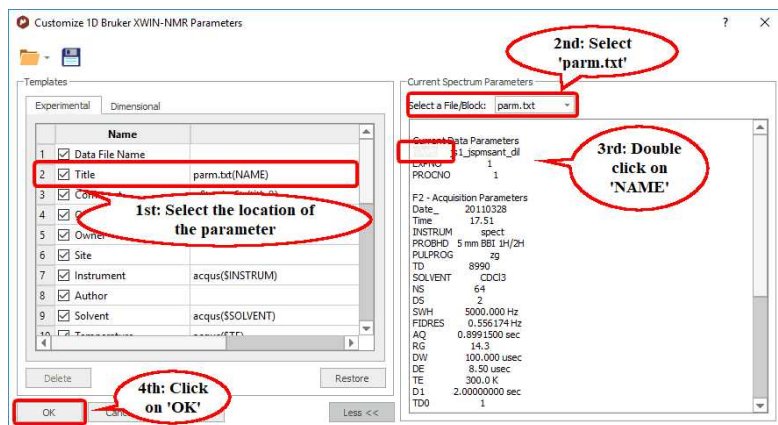 Customize 1D Bruker XWIN-NMR Parameters
? X
2nd: Select
'parm.txt'
Templates
Current Spectrum Parameters
Experimental Dimensional
Select a File/Block: parm.txt
Name
1 Data File Name
2 Title parm.txt(NAME)
3
4
5 Owner
6 Site
7 Instrument acqus($INSTRUM)
8 Author
9 Solvent acqus($SOLVENT)
10 Temperature acqus($TE)
1st: Select the location of
the parameter
Current Data Parameters
js1_jspmsant_dil
EXPNO 1
PROCNO 1
3rd: Double
click on
'NAME'
F2 - Acquisition Parameters
Date_ 20110328
Time 17.51
INSTRUM spect
PROBHD 5 mm BBI 1H/2H
PULPROG zg
TD 8990
SOLVENT CDCl3
NS 64
DS 2
SWH 5000.000 Hz
FIDRES 0.556174 Hz
AQ 0.8991500 sec
RG 14.3
DW 100.000 usec
DE 8.50 usec
TE 300.0 K
D1 2.00000000 sec
TD0 1
Delete Restore
4th: Click
on 'OK'
OK Less <<